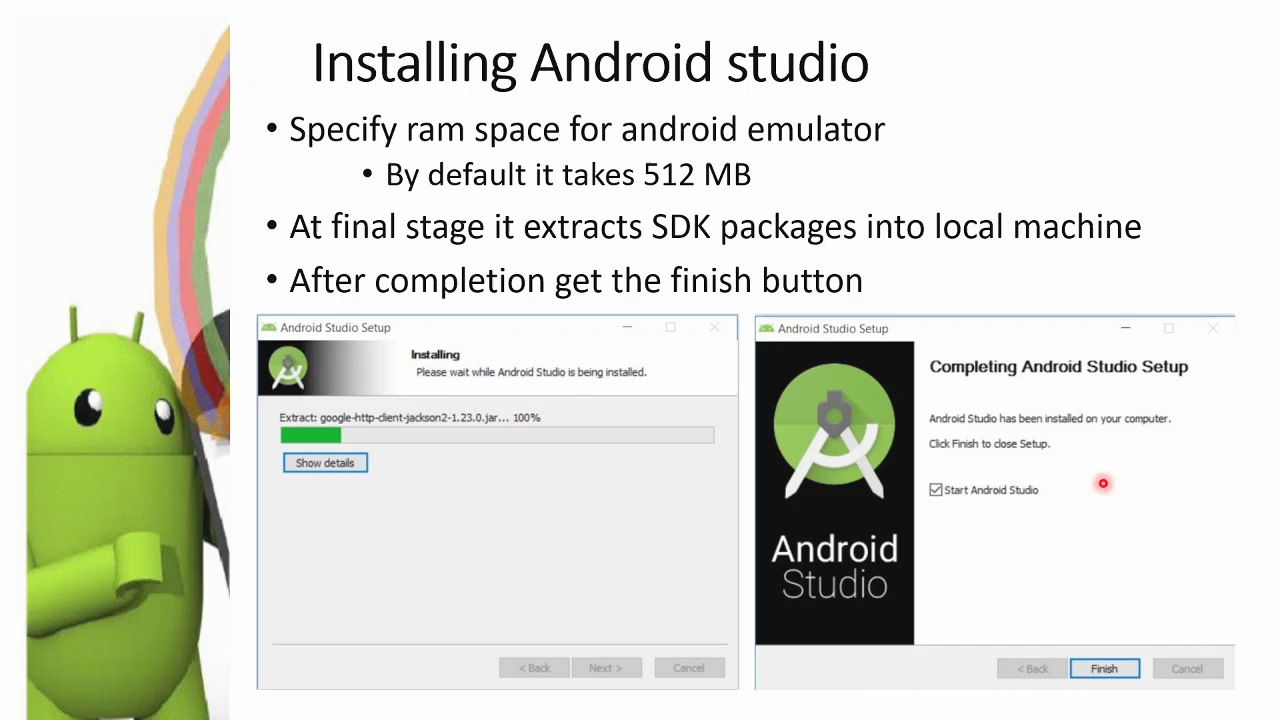 Installing Android studio
• Specify ram space for android emulator
• By default it takes 512 MB
• At final stage it extracts SDK packages into local machine
• After completion get the finish button
Android Studio Setup
Installing
Please wait while Android Studio is being installed.
Extract: google-http-client-jackson2-1.23.0.jar... 100%
Show details
< Back
Next >
Cancel
Android Studio Setup
Completing Android Studio Setup
Android Studio has been installed on your computer.
Click Finish to close Setup.
Start Android Studio
Android
Studio
< Back
Finish
Cancel